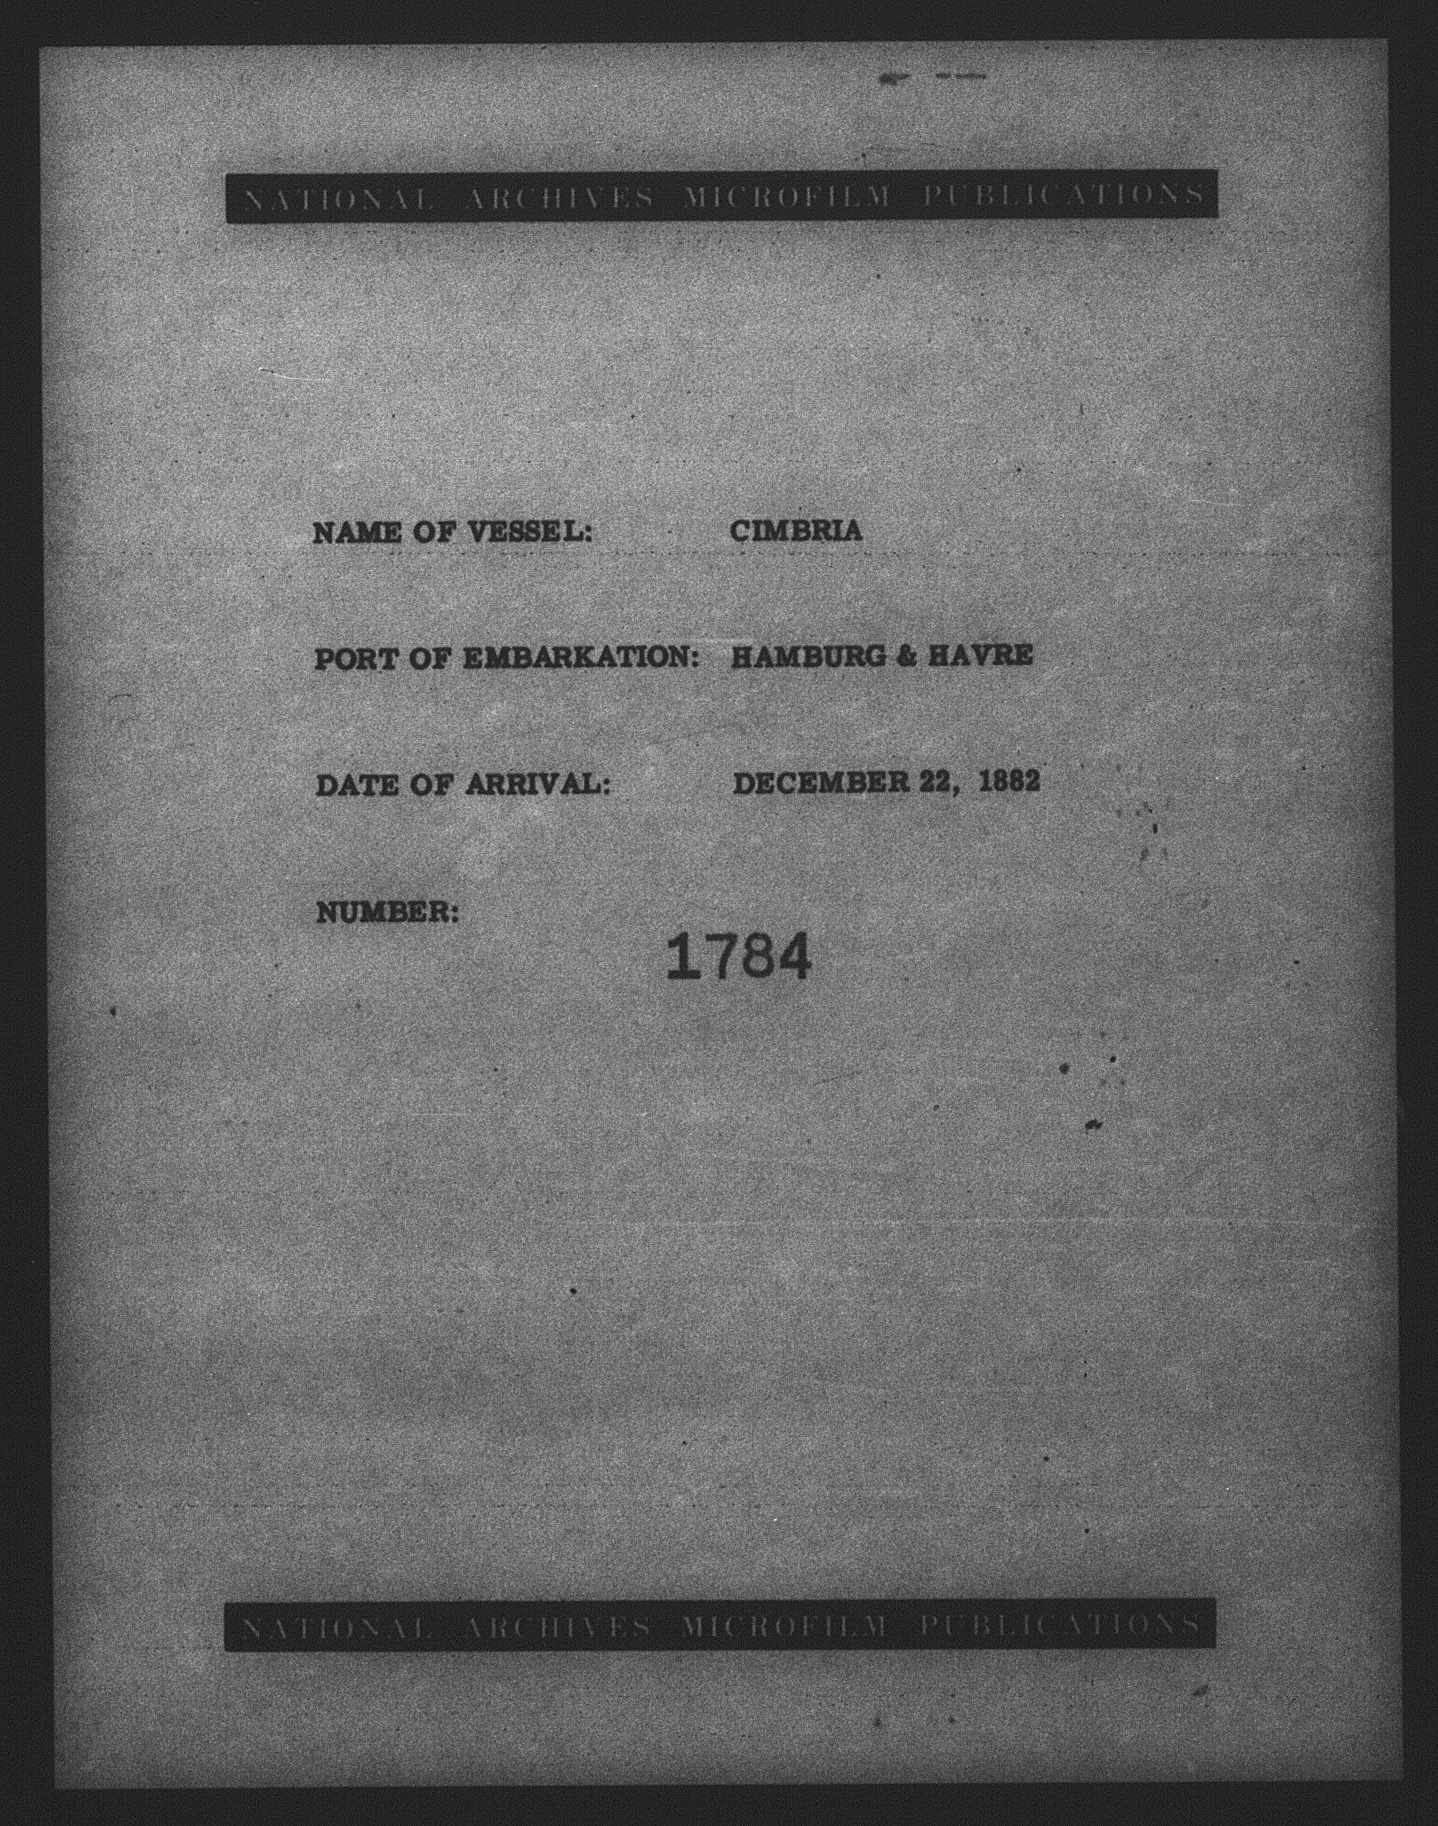 NATIONAL ARCHIVES MICROFILM PUBLICATIONS
NAME OF VESSEL: CIMBRIA
PORT OF EMBARKATION: HAMBURG & HAVRE
DATE OF ARRIVAL: DECEMBER 22, 1882
NUMBER:
1784
NATIONAL ARCHIVES MICROFILM PUBLICATIONS